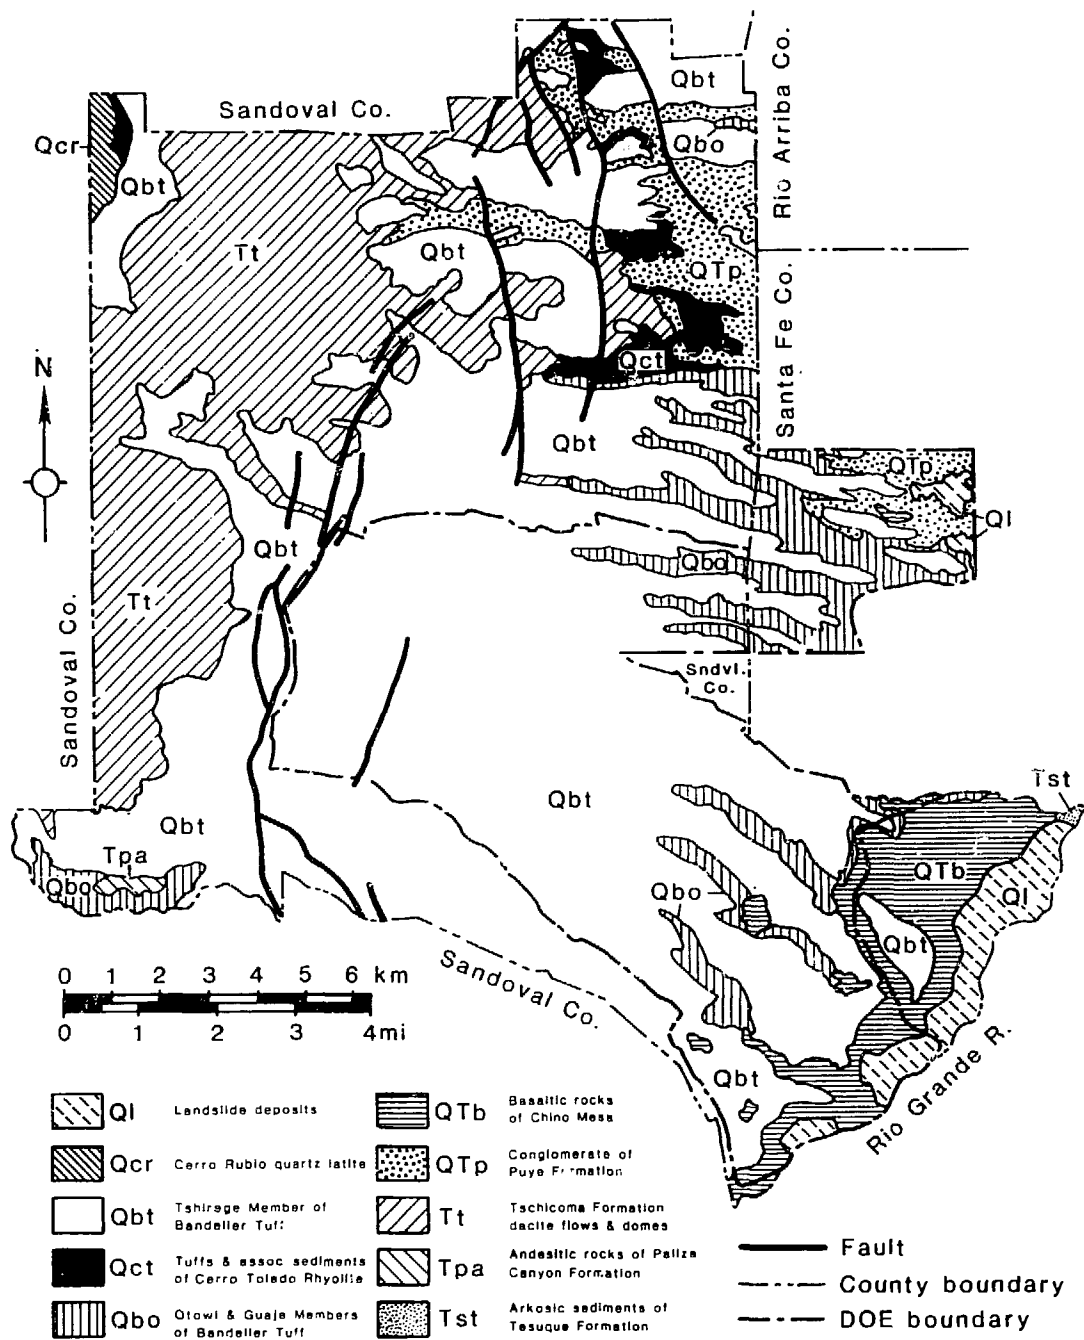 Sandoval Co.
Qbt
Rio Arriba Co.
Qcr
Qbo
Qbt
Tt
Qbt
QTp
N
Santa Fe Co.
Qct
Qbt
QTp
Ql
Qbt
Qbo
Tt
Sandoval Co.
Sndvl. Co.
Tst
Qbt
Qbt
Tpa
QTb
Qbo
Qbo
Ql
Qbt
0 1 2 3 4 5 6 km
Sandoval Co.
0 1 2 3 4 mi
Qbt
Rio Grande R.
Ql Landslide deposits
Qcr Cerro Rubio quartz latite
Qbt Tshirege Member of
Bandelier Tuff
Qct Tuffs & assoc sediments
of Cerro Toledo Rhyolite
Qbo Otowi & Guaje Members
of Bandelier Tuff
QTb Basaltic rocks
of Chino Mesa
QTp Conglomerate of
Puye Formation
Tt Tschicoma Formation
dacite flows & domes
Tpa Andesitic rocks of Paliza
Canyon Formation
Tst Arkosic sediments of
Tesuque Formation
Fault
County boundary
DOE boundary